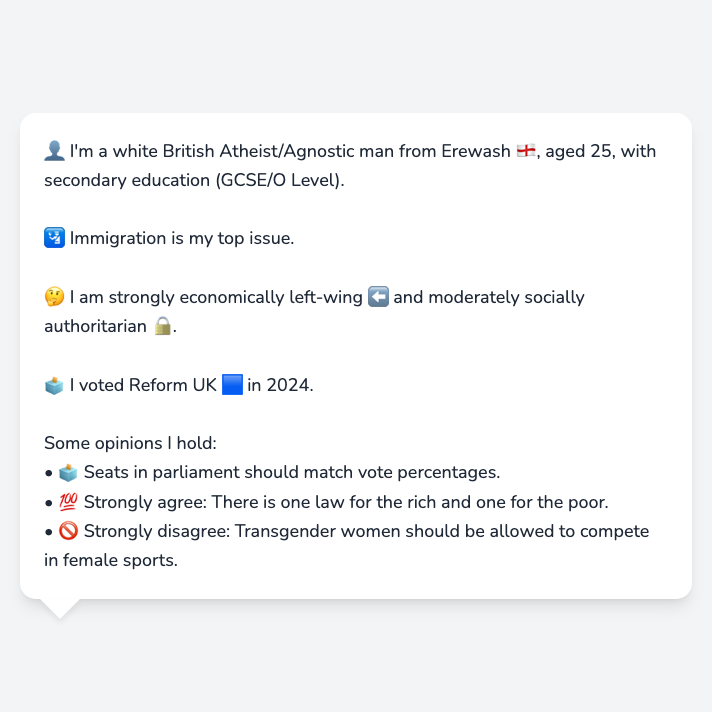 👤 I'm a white British Atheist/Agnostic man from Erewash 🏴󠁧󠁢󠁥󠁮󠁧󠁿, aged 25, with
secondary education (GCSE/O Level).
🛂 Immigration is my top issue.
🤔 I am strongly economically left-wing ⬅️ and moderately socially
authoritarian 🔒.
🗳️ I voted Reform UK 🟦 in 2024.
Some opinions I hold:
• 🗳️ Seats in parliament should match vote percentages.
• 💯 Strongly agree: There is one law for the rich and one for the poor.
• 🚫 Strongly disagree: Transgender women should be allowed to compete
in female sports.